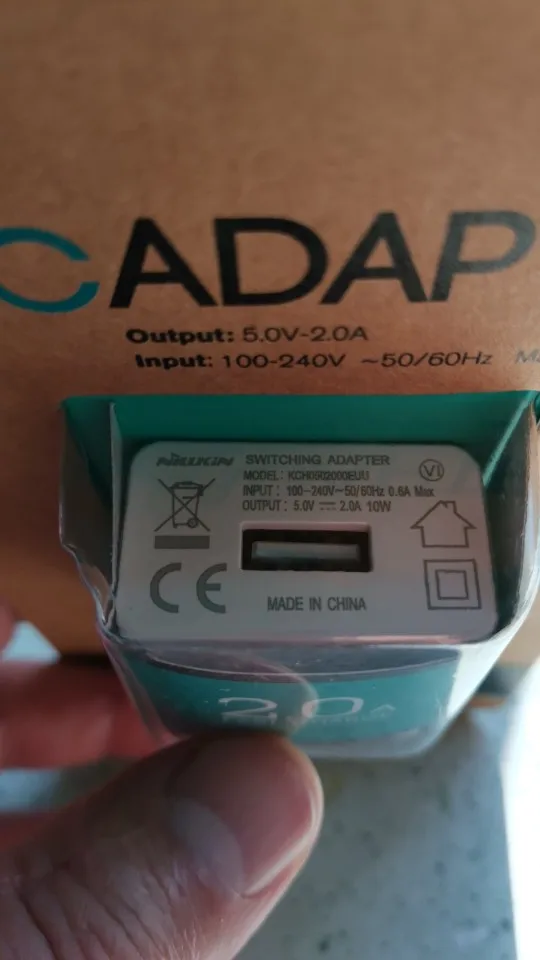 CADAP
Output: 5.0V-2.0A
Input: 100-240V ~50/60Hz
NILLKIN SWITCHING ADAPTER
MODEL: KCH0502000EUU
INPUT : 100-240V~50/60Hz 0.6A Max
OUTPUT : 5.0V ⎓ 2.0A 10W
VI
CE
MADE IN CHINA
2.0A